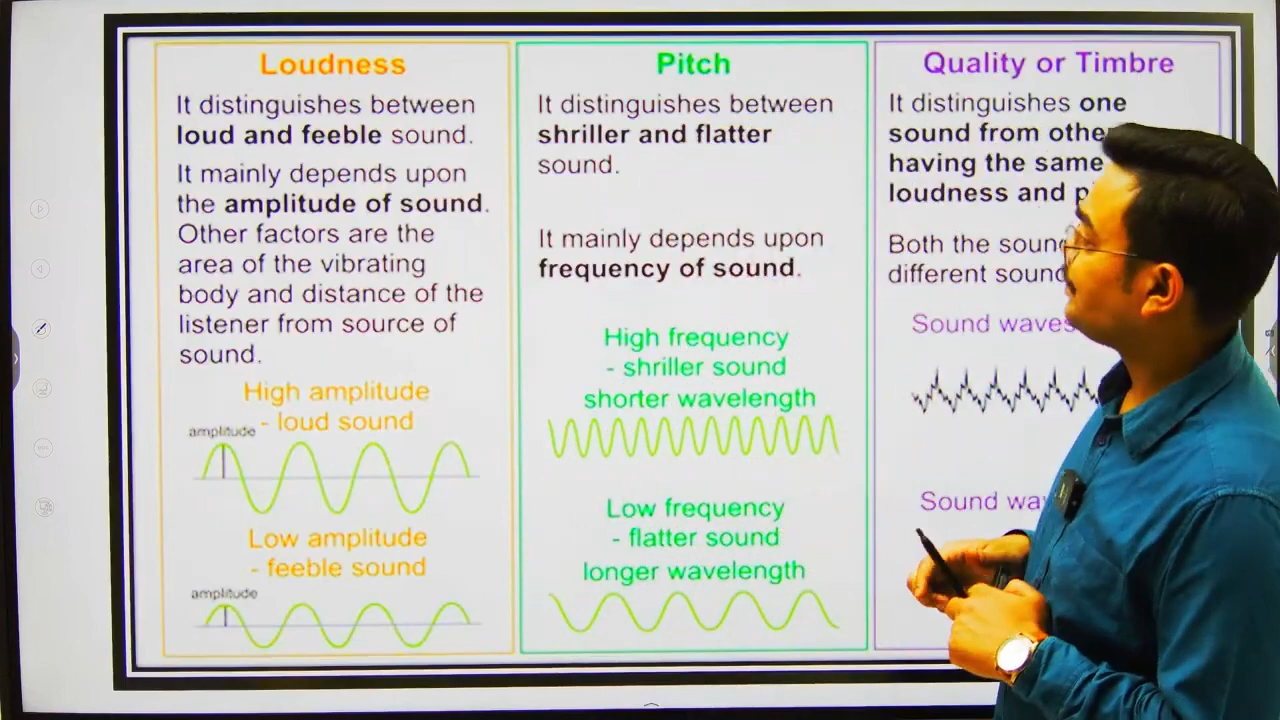 Loudness
It distinguishes between
loud and feeble sound.
It mainly depends upon
the amplitude of sound.
Other factors are the
area of the vibrating
body and distance of the
listener from source of
sound.
High amplitude
- loud sound
amplitude
Low amplitude
- feeble sound
amplitude
Pitch
It distinguishes between
shriller and flatter
sound.
It mainly depends upon
frequency of sound.
High frequency
- shriller sound
shorter wavelength
Low frequency
- flatter sound
longer wavelength
Quality or Timbre
It distinguishes one
sound from
having the same
loudness and
Both the
different
Sound waves
Sound